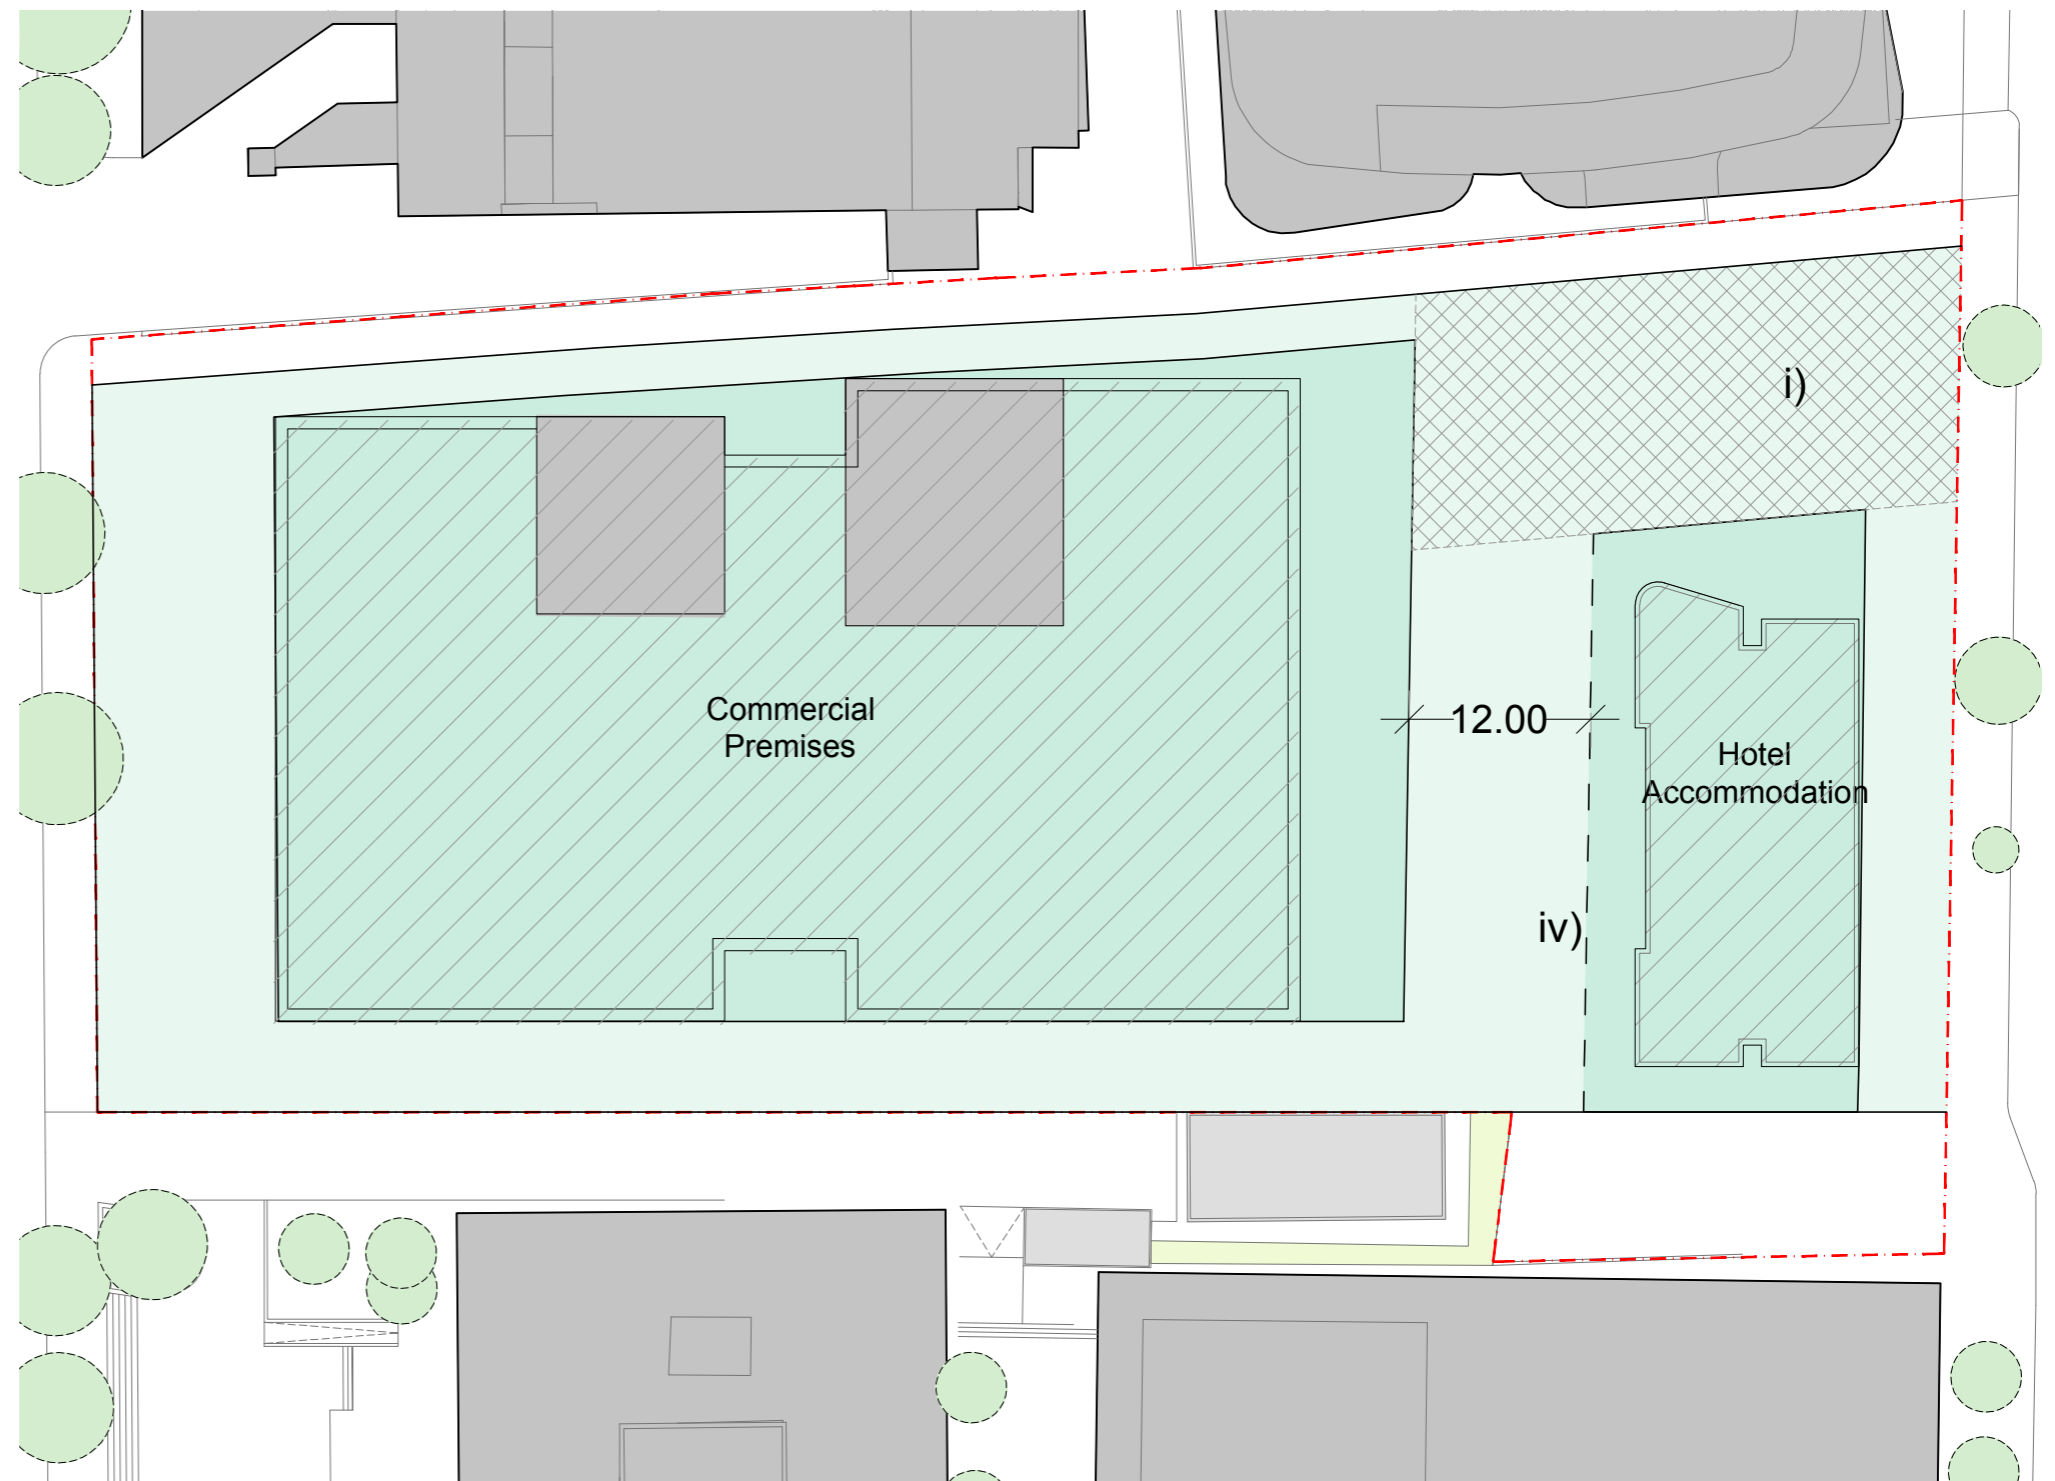 i)
Commercial
Premises
12.00
Hotel
Accommodation
iv)